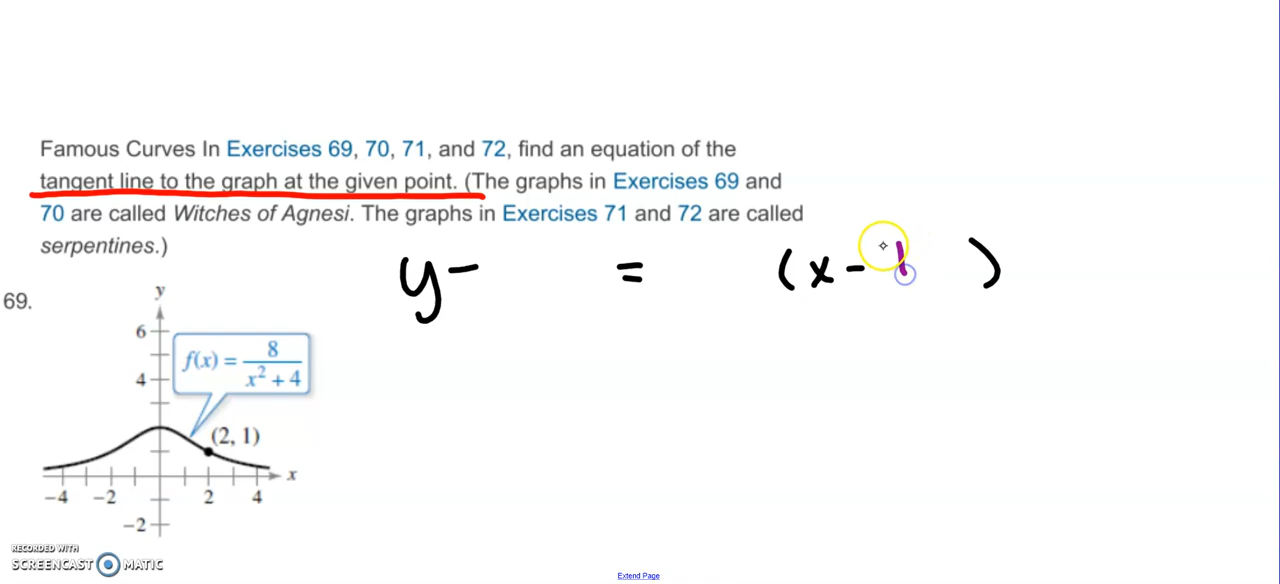 Famous Curves In Exercises 69, 70, 71, and 72, find an equation of the
tangent line to the graph at the given point. (The graphs in Exercises 69 and
70 are called Witches of Agnesi. The graphs in Exercises 71 and 72 are called
serpentines.)
y − = (x −    )
69.
y
6
f(x) = 8 / (x² + 4)
4
(2, 1)
x
−4 −2 2 4
−2
RECORDED WITH
SCREENCAST MATIC
Extend Page